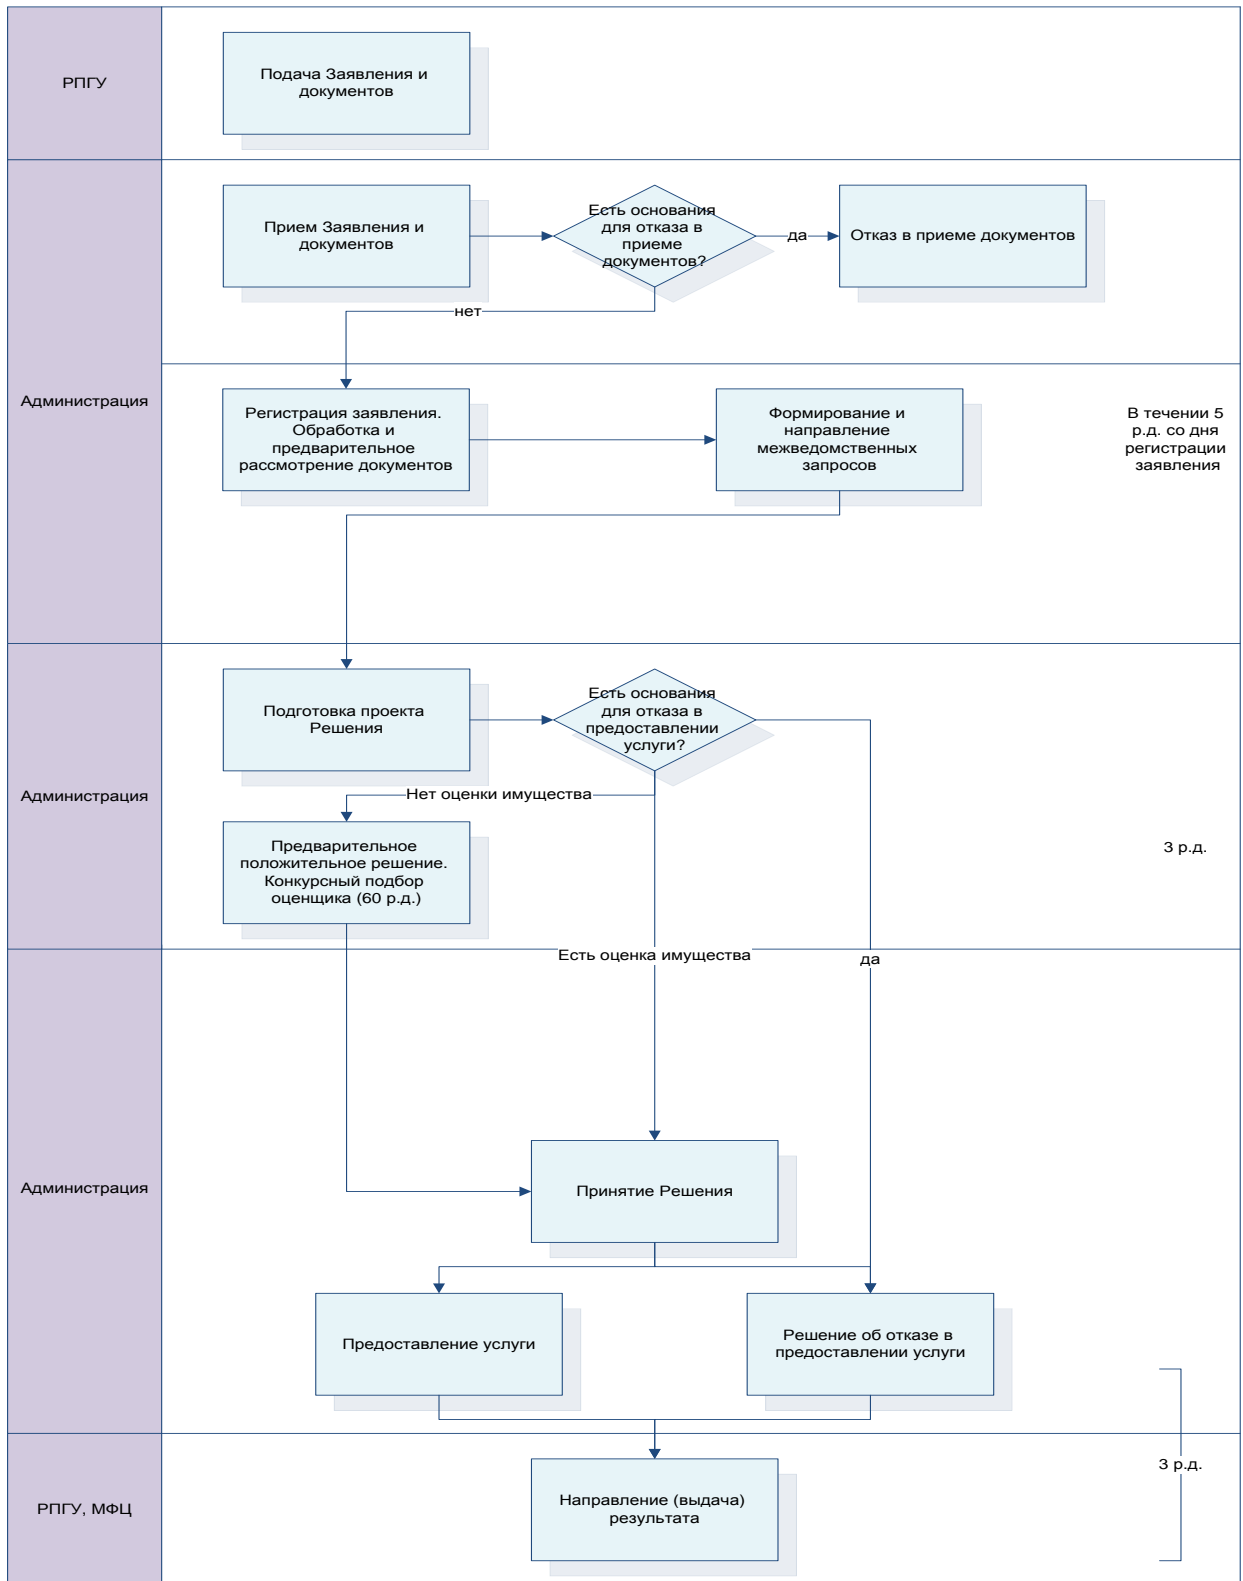 РПГУ
Подача Заявления и
документов
Администрация
Прием Заявления и
документов
Есть основания
для отказа в
приеме
документов?
да
Отказ в приеме документов
нет
Регистрация заявления.
Обработка и
предварительное
рассмотрение документов
Формирование и
направление
межведомственных
запросов
В течении 5
р.д. со дня
регистрации
заявления
Администрация
Подготовка проекта
Решения
Есть основания
для отказа в
предоставлении
услуги?
Нет оценки имущества
Предварительное
положительное решение.
Конкурсный подбор
оценщика (60 р.д.)
3 р.д.
Есть оценка имущества
да
Администрация
Принятие Решения
Предоставление услуги
Решение об отказе в
предоставлении услуги
3 р.д.
РПГУ, МФЦ
Направление (выдача)
результата